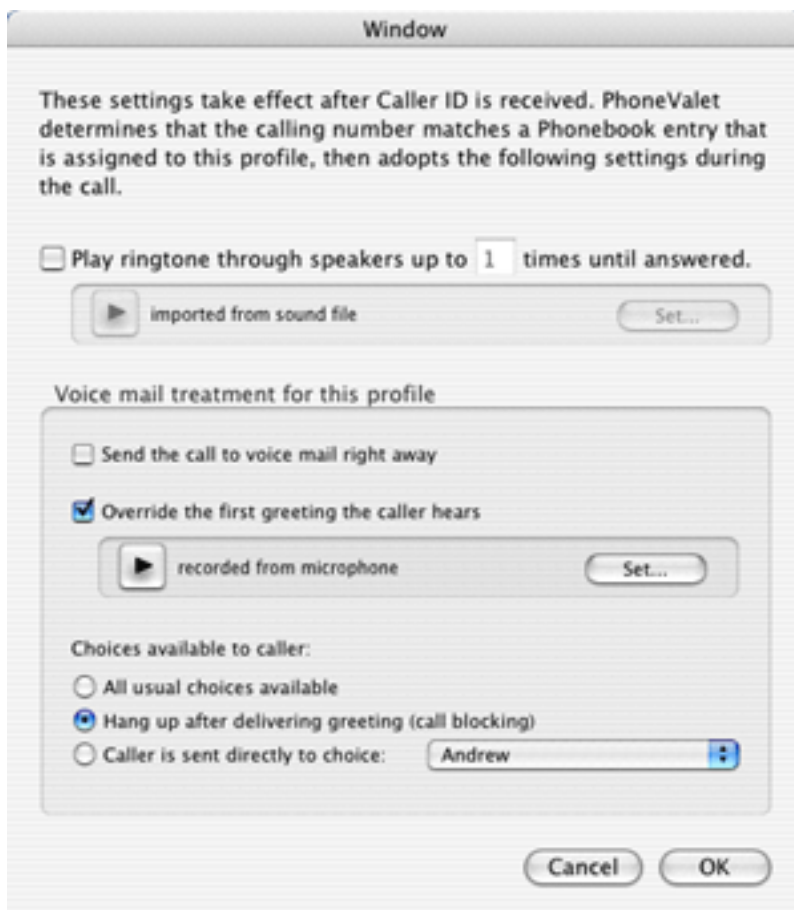 Window
These settings take effect after Caller ID is received. PhoneValet
determines that the calling number matches a Phonebook entry that
is assigned to this profile, then adopts the following settings during
the call.
Play ringtone through speakers up to 1 times until answered.
imported from sound file Set...
Voice mail treatment for this profile
Send the call to voice mail right away
Override the first greeting the caller hears
recorded from microphone Set...
Choices available to caller:
All usual choices available
Hang up after delivering greeting (call blocking)
Caller is sent directly to choice: Andrew
Cancel OK